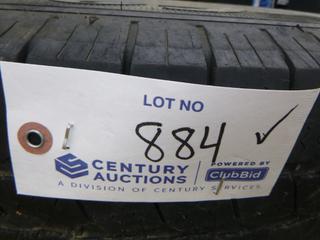 LOT NO
884 ✓
CENTURY AUCTIONS
POWERED BY ClubBid
A DIVISION OF CENTURY SERVICES.